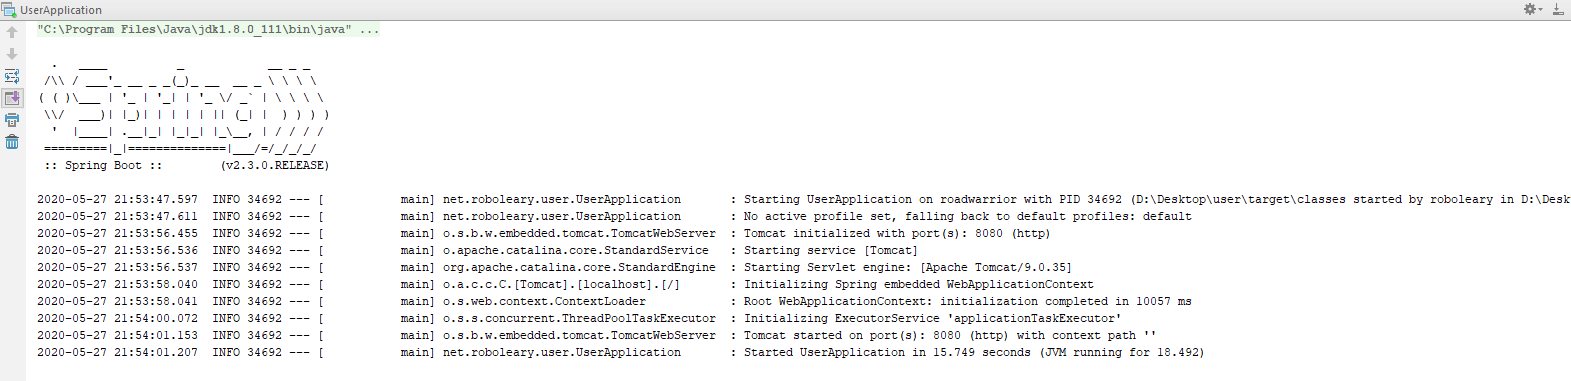 UserApplication
"C:\Program Files\Java\jdk1.8.0_111\bin\java" ...
  .   ____          _            __ _ _
 /\\ / ___'_ __ _ _(_)_ __  __ _ \ \ \ \
( ( )\___ | '_ | '_| | '_ \/ _` | \ \ \ \
 \\/  ___)| |_)| | | | | || (_| |  ) ) ) )
  '  |____| .__|_| |_|_| |_\__, | / / / /
 =========|_|==============|___/=/_/_/_/
 :: Spring Boot ::        (v2.3.0.RELEASE)
2020-05-27 21:53:47.597  INFO 34692 --- [           main] net.roboleary.user.UserApplication       : Starting UserApplication on roadwarrior with PID 34692 (D:\Desktop\user\target\classes started by roboleary in D:\Desk
2020-05-27 21:53:47.611  INFO 34692 --- [           main] net.roboleary.user.UserApplication       : No active profile set, falling back to default profiles: default
2020-05-27 21:53:56.455  INFO 34692 --- [           main] o.s.b.w.embedded.tomcat.TomcatWebServer  : Tomcat initialized with port(s): 8080 (http)
2020-05-27 21:53:56.536  INFO 34692 --- [           main] o.apache.catalina.core.StandardService   : Starting service [Tomcat]
2020-05-27 21:53:56.537  INFO 34692 --- [           main] org.apache.catalina.core.StandardEngine  : Starting Servlet engine: [Apache Tomcat/9.0.35]
2020-05-27 21:53:58.040  INFO 34692 --- [           main] o.a.c.c.C.[Tomcat].[localhost].[/]       : Initializing Spring embedded WebApplicationContext
2020-05-27 21:53:58.041  INFO 34692 --- [           main] o.s.web.context.ContextLoader            : Root WebApplicationContext: initialization completed in 10057 ms
2020-05-27 21:54:00.072  INFO 34692 --- [           main] o.s.s.concurrent.ThreadPoolTaskExecutor  : Initializing ExecutorService 'applicationTaskExecutor'
2020-05-27 21:54:01.153  INFO 34692 --- [           main] o.s.b.w.embedded.tomcat.TomcatWebServer  : Tomcat started on port(s): 8080 (http) with context path ''
2020-05-27 21:54:01.207  INFO 34692 --- [           main] net.roboleary.user.UserApplication       : Started UserApplication in 15.749 seconds (JVM running for 18.492)